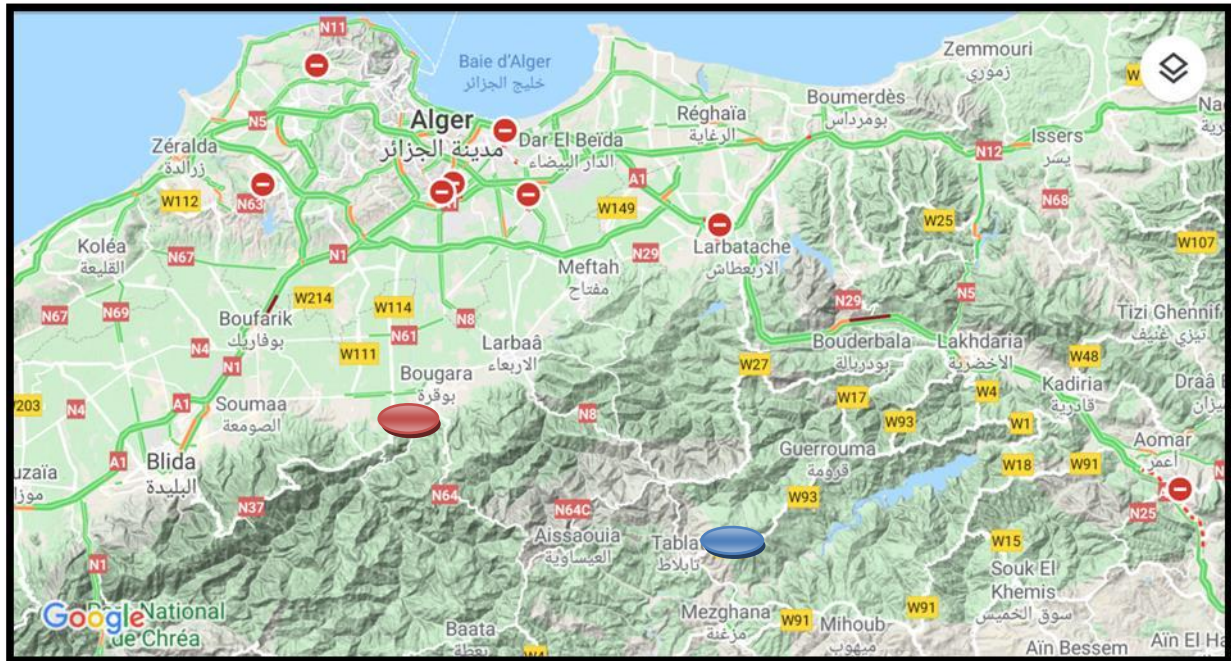 N11
Baie d'Alger
خليج الجزائر
Zemmouri
زموري
Boumerdès
بومرداس
Réghaïa
الرغاية
N5
Alger
مدينة الجزائر
Dar El Beïda
الدار البيضاء
Zéralda
زرالدة
Issers
يسر
N12
A1
W112
N63
W149
N68
W25
W107
Koléa
القليعة
N67
N1
N29
Larbatache
الاربعطاش
Meftah
مفتاح
N5
N29
W214
W114
N67
N69
N8
Tizi Ghennif
تيزي غنيف
Boufarik
بوفاريك
N61
N4
W111
Larbaâ
الاربعاء
Bouderbala
بودربالة
Lakhdaria
الأخضرية
W27
W48
N1
Bougara
بوقرة
Kadiria
قادرية
W4
W17
A1
N4
Soumaa
الصومعة
N8
W93
W1
Guerrouma
قرومة
Aomar
أعمر
Blida
البليدة
A1
W18
W91
N64
W93
N37
N64C
N25
Aissaouia
العيساوية
Tablat
تابلاط
W15
Souk El
Khemis
سوق الخميس
N1
Google
National
de Chréa
Mezghana
مزغنة
W91
Mihoub
ميهوب
W91
Baata
بعطة
W4
Aïn Bessem